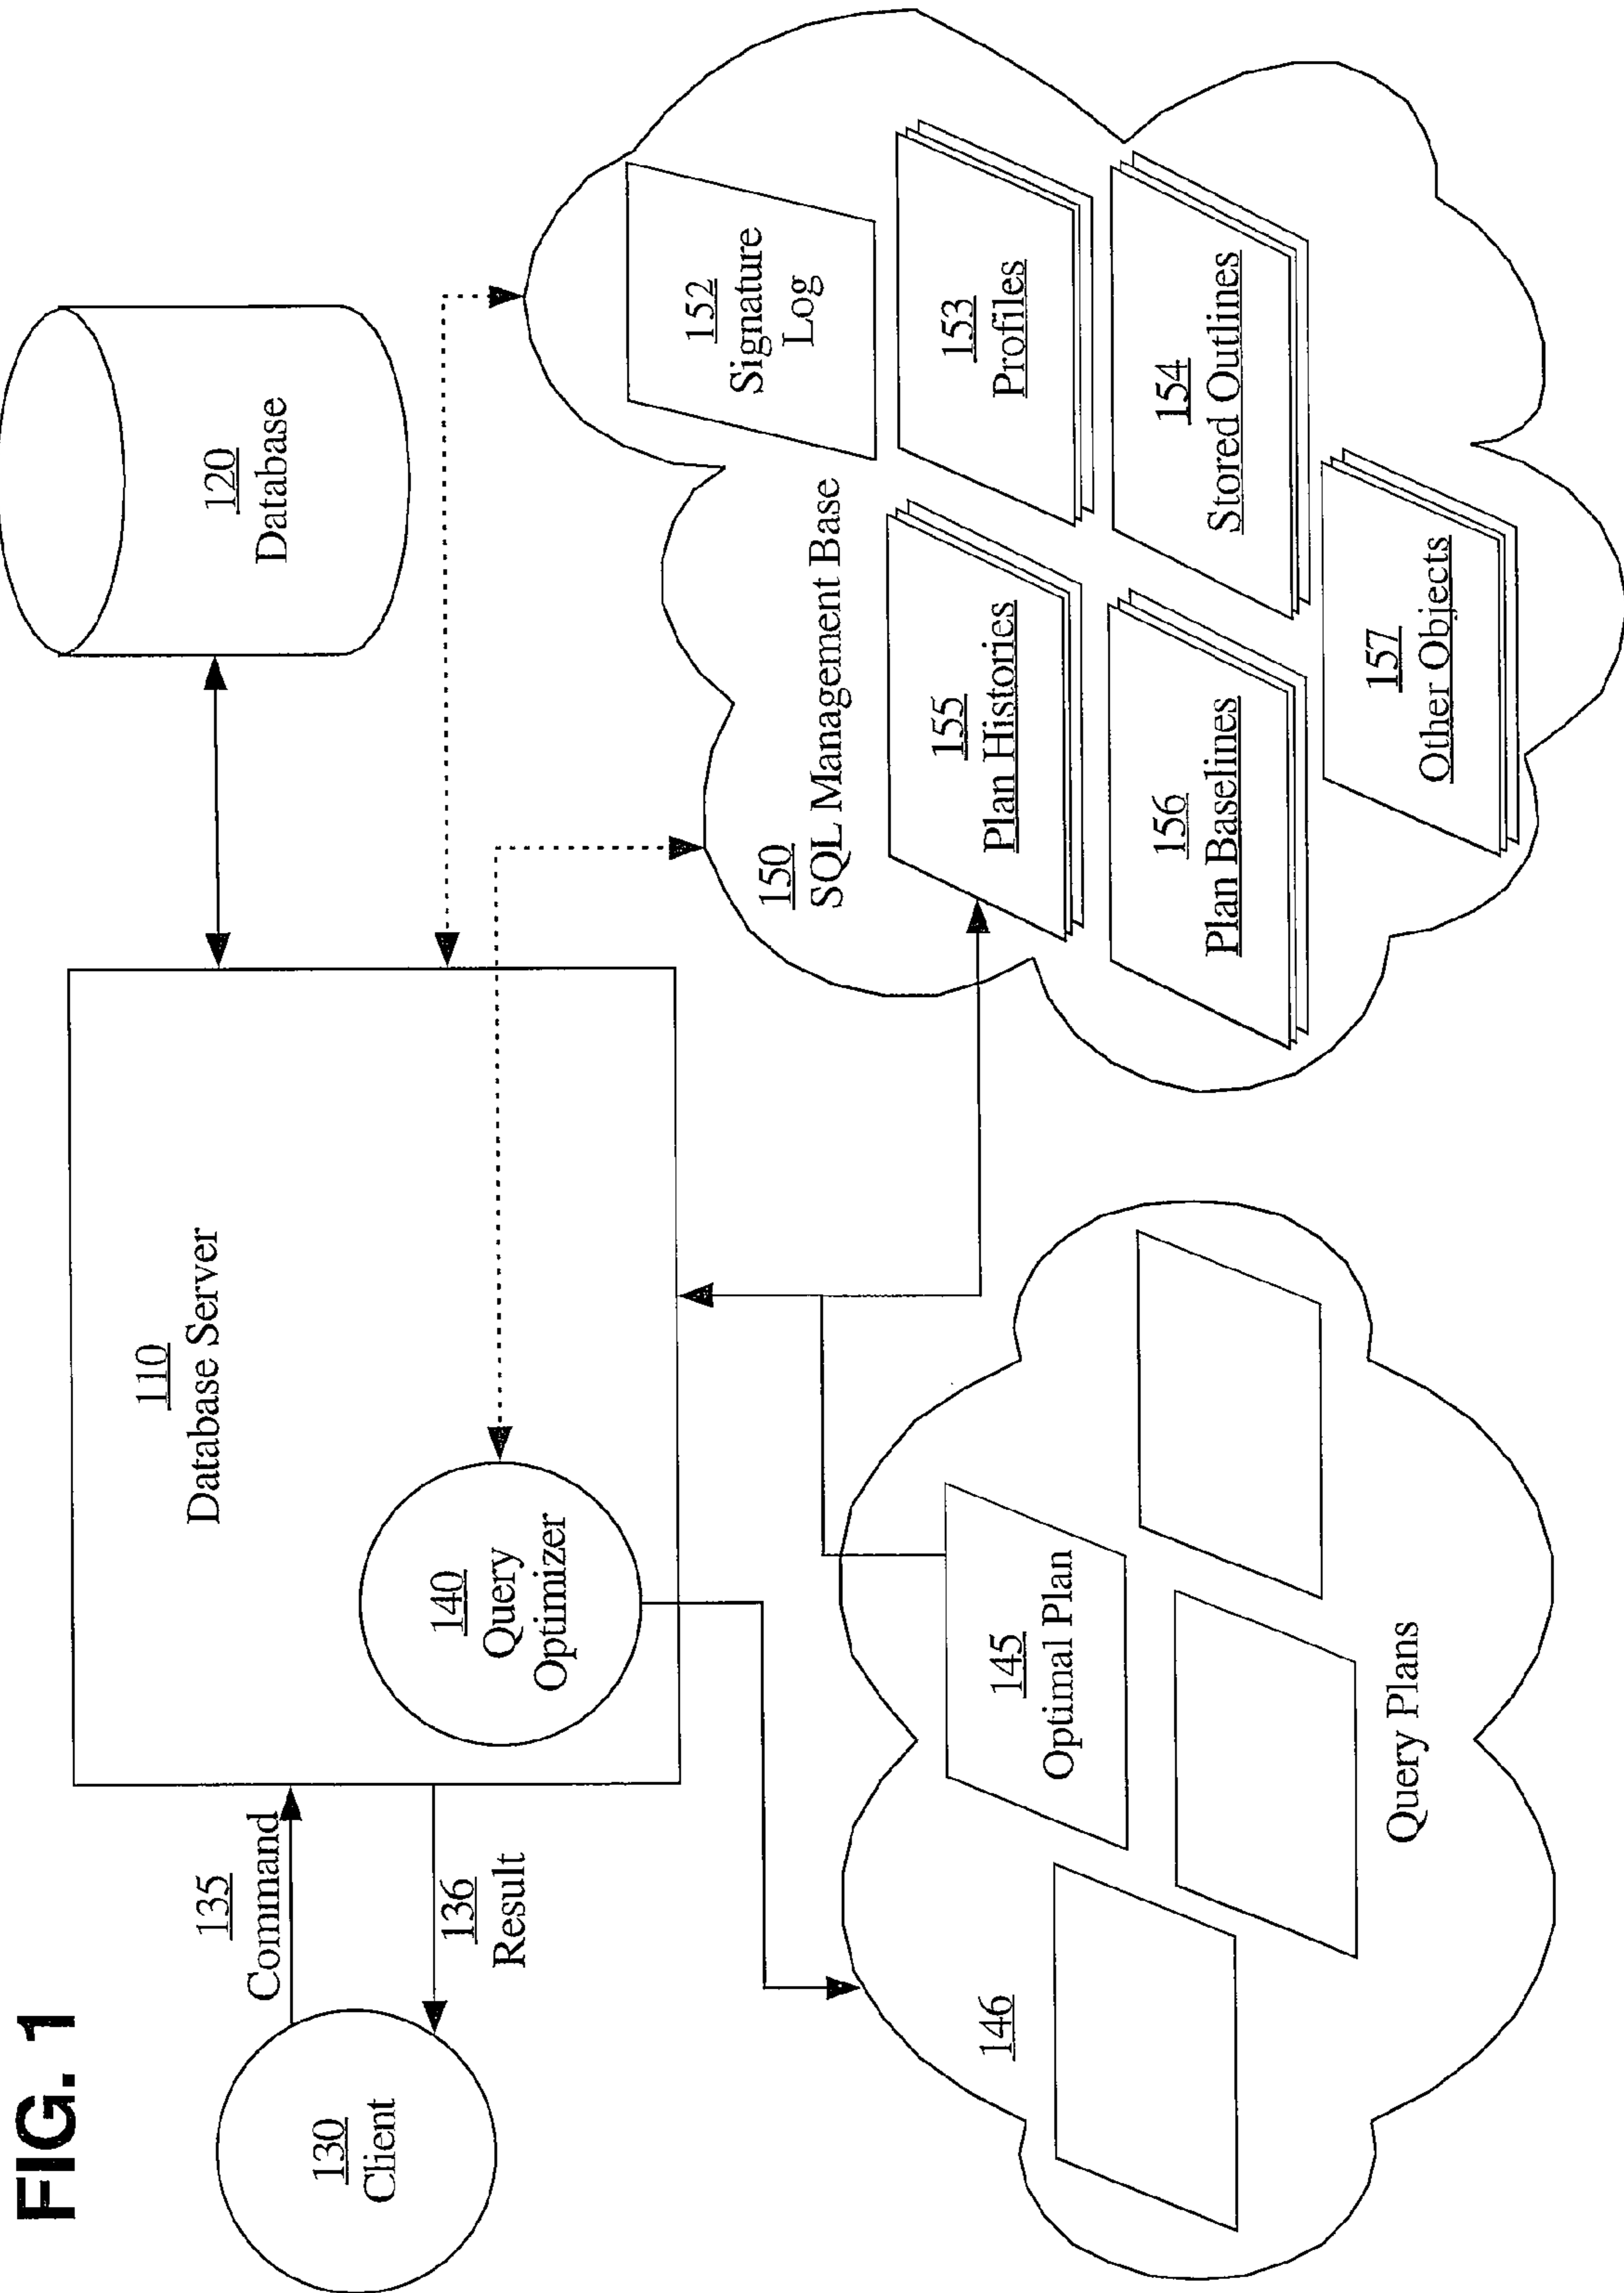 FIG. 1
130
Client
135
Command
136
Result
110
Database Server
140
Query
Optimizer
120
Database
146
145
Optimal Plan
Query Plans
150
SQL Management Base
152
Signature
Log
155
Plan Histories
153
Profiles
156
Plan Baselines
154
Stored Outlines
157
Other Objects